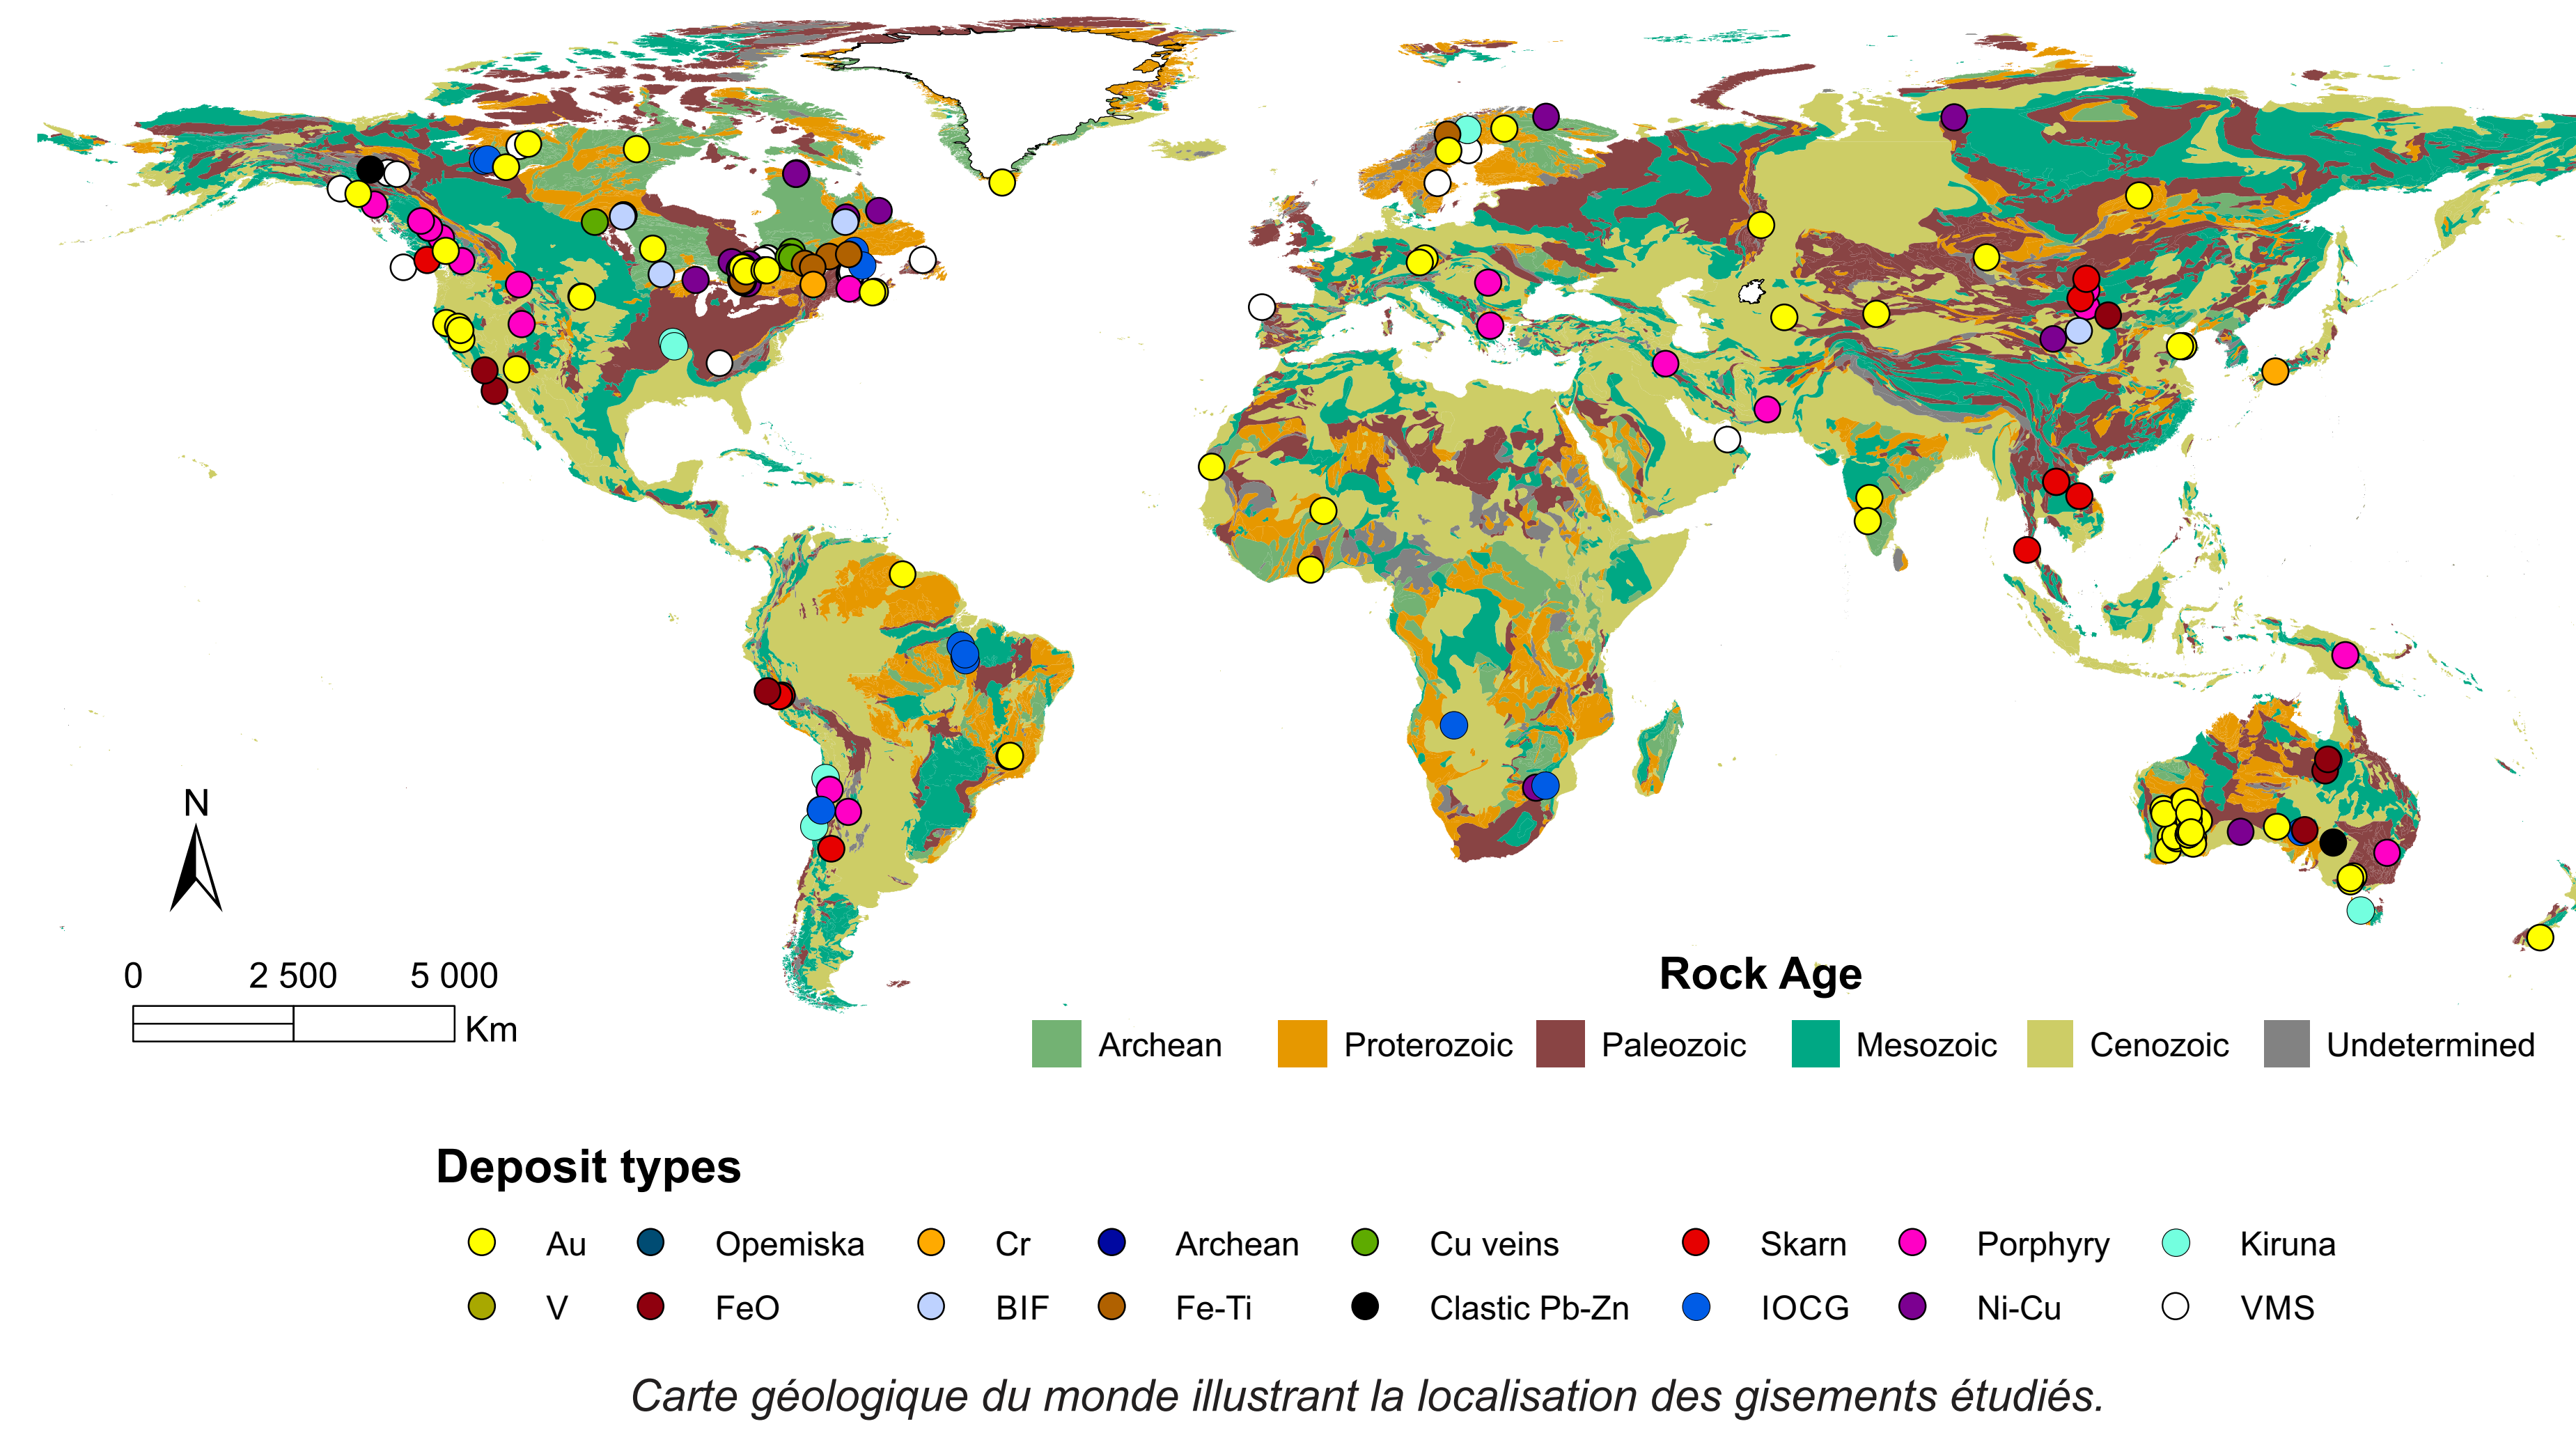 N
0 2 500 5 000
Km
Rock Age
Archean Proterozoic Paleozoic Mesozoic Cenozoic Undetermined
Deposit types
Au Opemiska Cr Archean Cu veins Skarn Porphyry Kiruna
V FeO BIF Fe-Ti Clastic Pb-Zn IOCG Ni-Cu VMS
Carte géologique du monde illustrant la localisation des gisements étudiés.